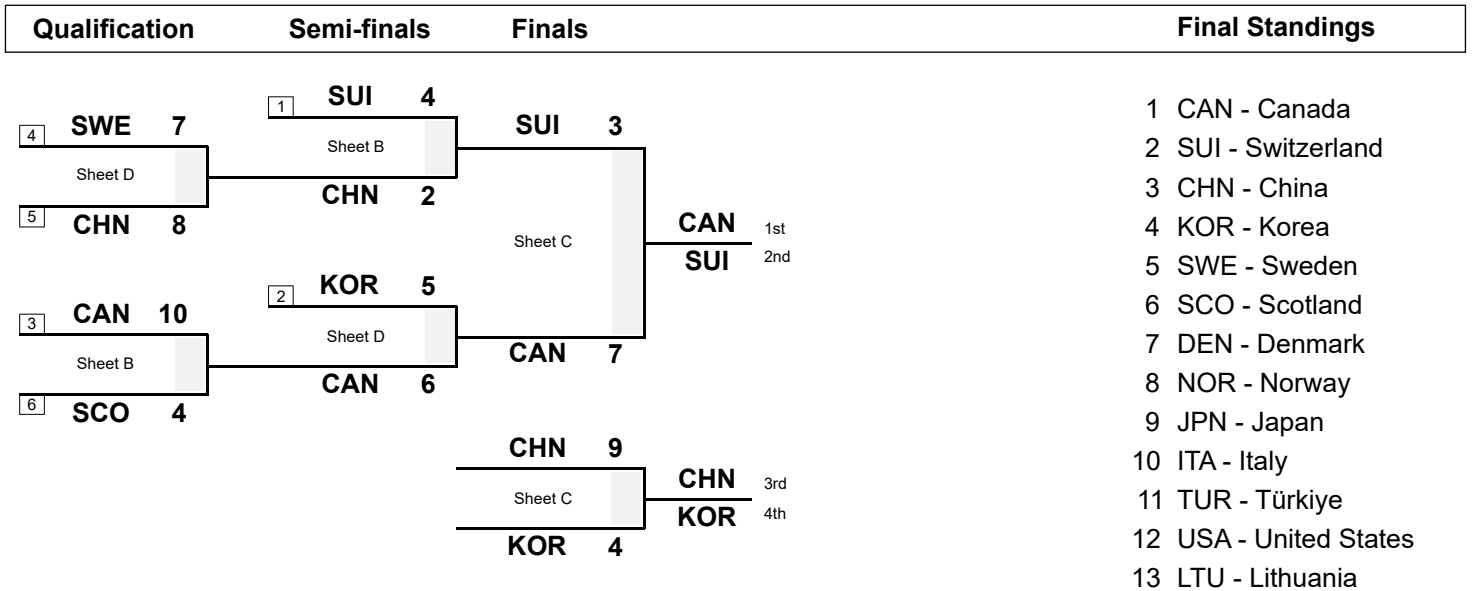 Qualification Semi-finals Finals Final Standings
1 SUI 4
4 SWE 7
Sheet B
Sheet D
CHN 2
5 CHN 8
SUI 3
Sheet C
2 KOR 5
3 CAN 10
Sheet D
Sheet B
CAN 6
6 SCO 4
CAN 7
CAN 1st
SUI 2nd
CHN 9
Sheet C
KOR 4
CHN 3rd
KOR 4th
1 CAN - Canada
2 SUI - Switzerland
3 CHN - China
4 KOR - Korea
5 SWE - Sweden
6 SCO - Scotland
7 DEN - Denmark
8 NOR - Norway
9 JPN - Japan
10 ITA - Italy
11 TUR - Türkiye
12 USA - United States
13 LTU - Lithuania